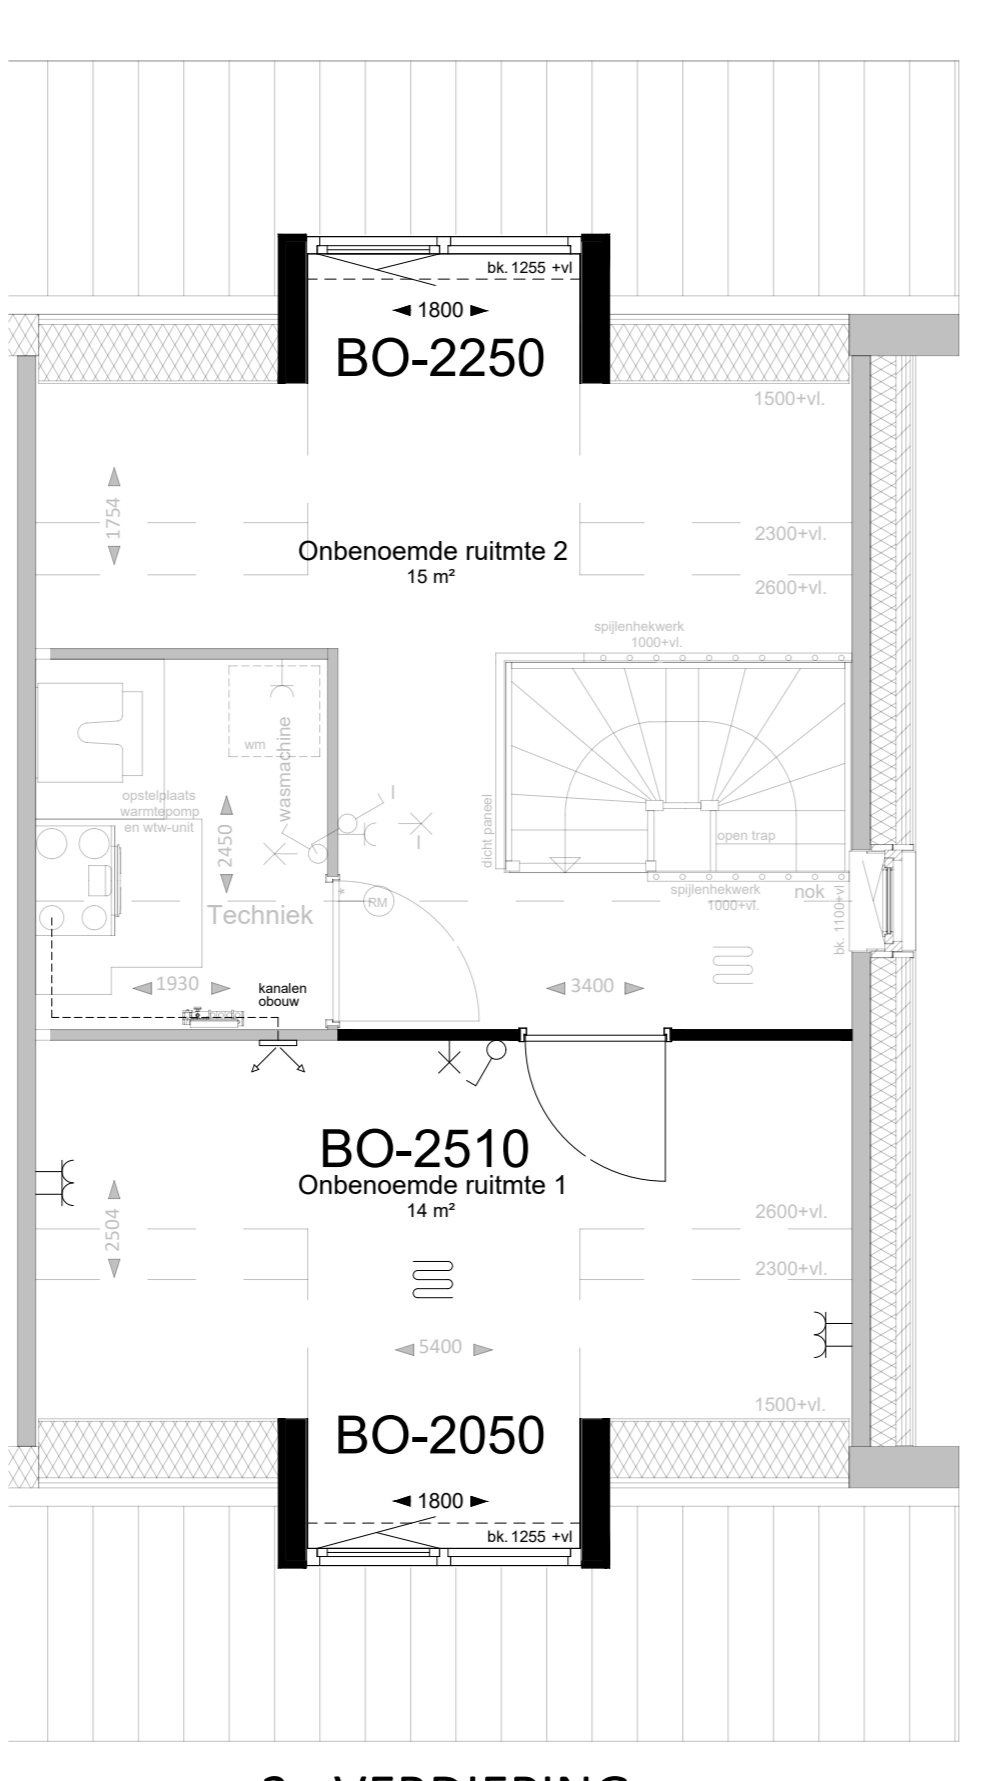 bk. 1255 +vl
1800
BO-2250
1500+vl.
1754
2300+vl.
Onbenoemde ruitmte 2
15 m²
2600+vl.
spijlenhekwerk
1000+vl.
wm
wasmachine
opstelplaats
warmtepomp
en wtw-unit
2450
dicht paneel
open trap
spijlenhekwerk
1000+vl.
nok
bk. 1100+vl
RM
Techniek
1930
kanalen
obouw
3400
BO-2510
Onbenoemde ruitmte 1
14 m²
2504
2600+vl.
2300+vl.
5400
1500+vl.
BO-2050
1800
bk. 1255 +vl